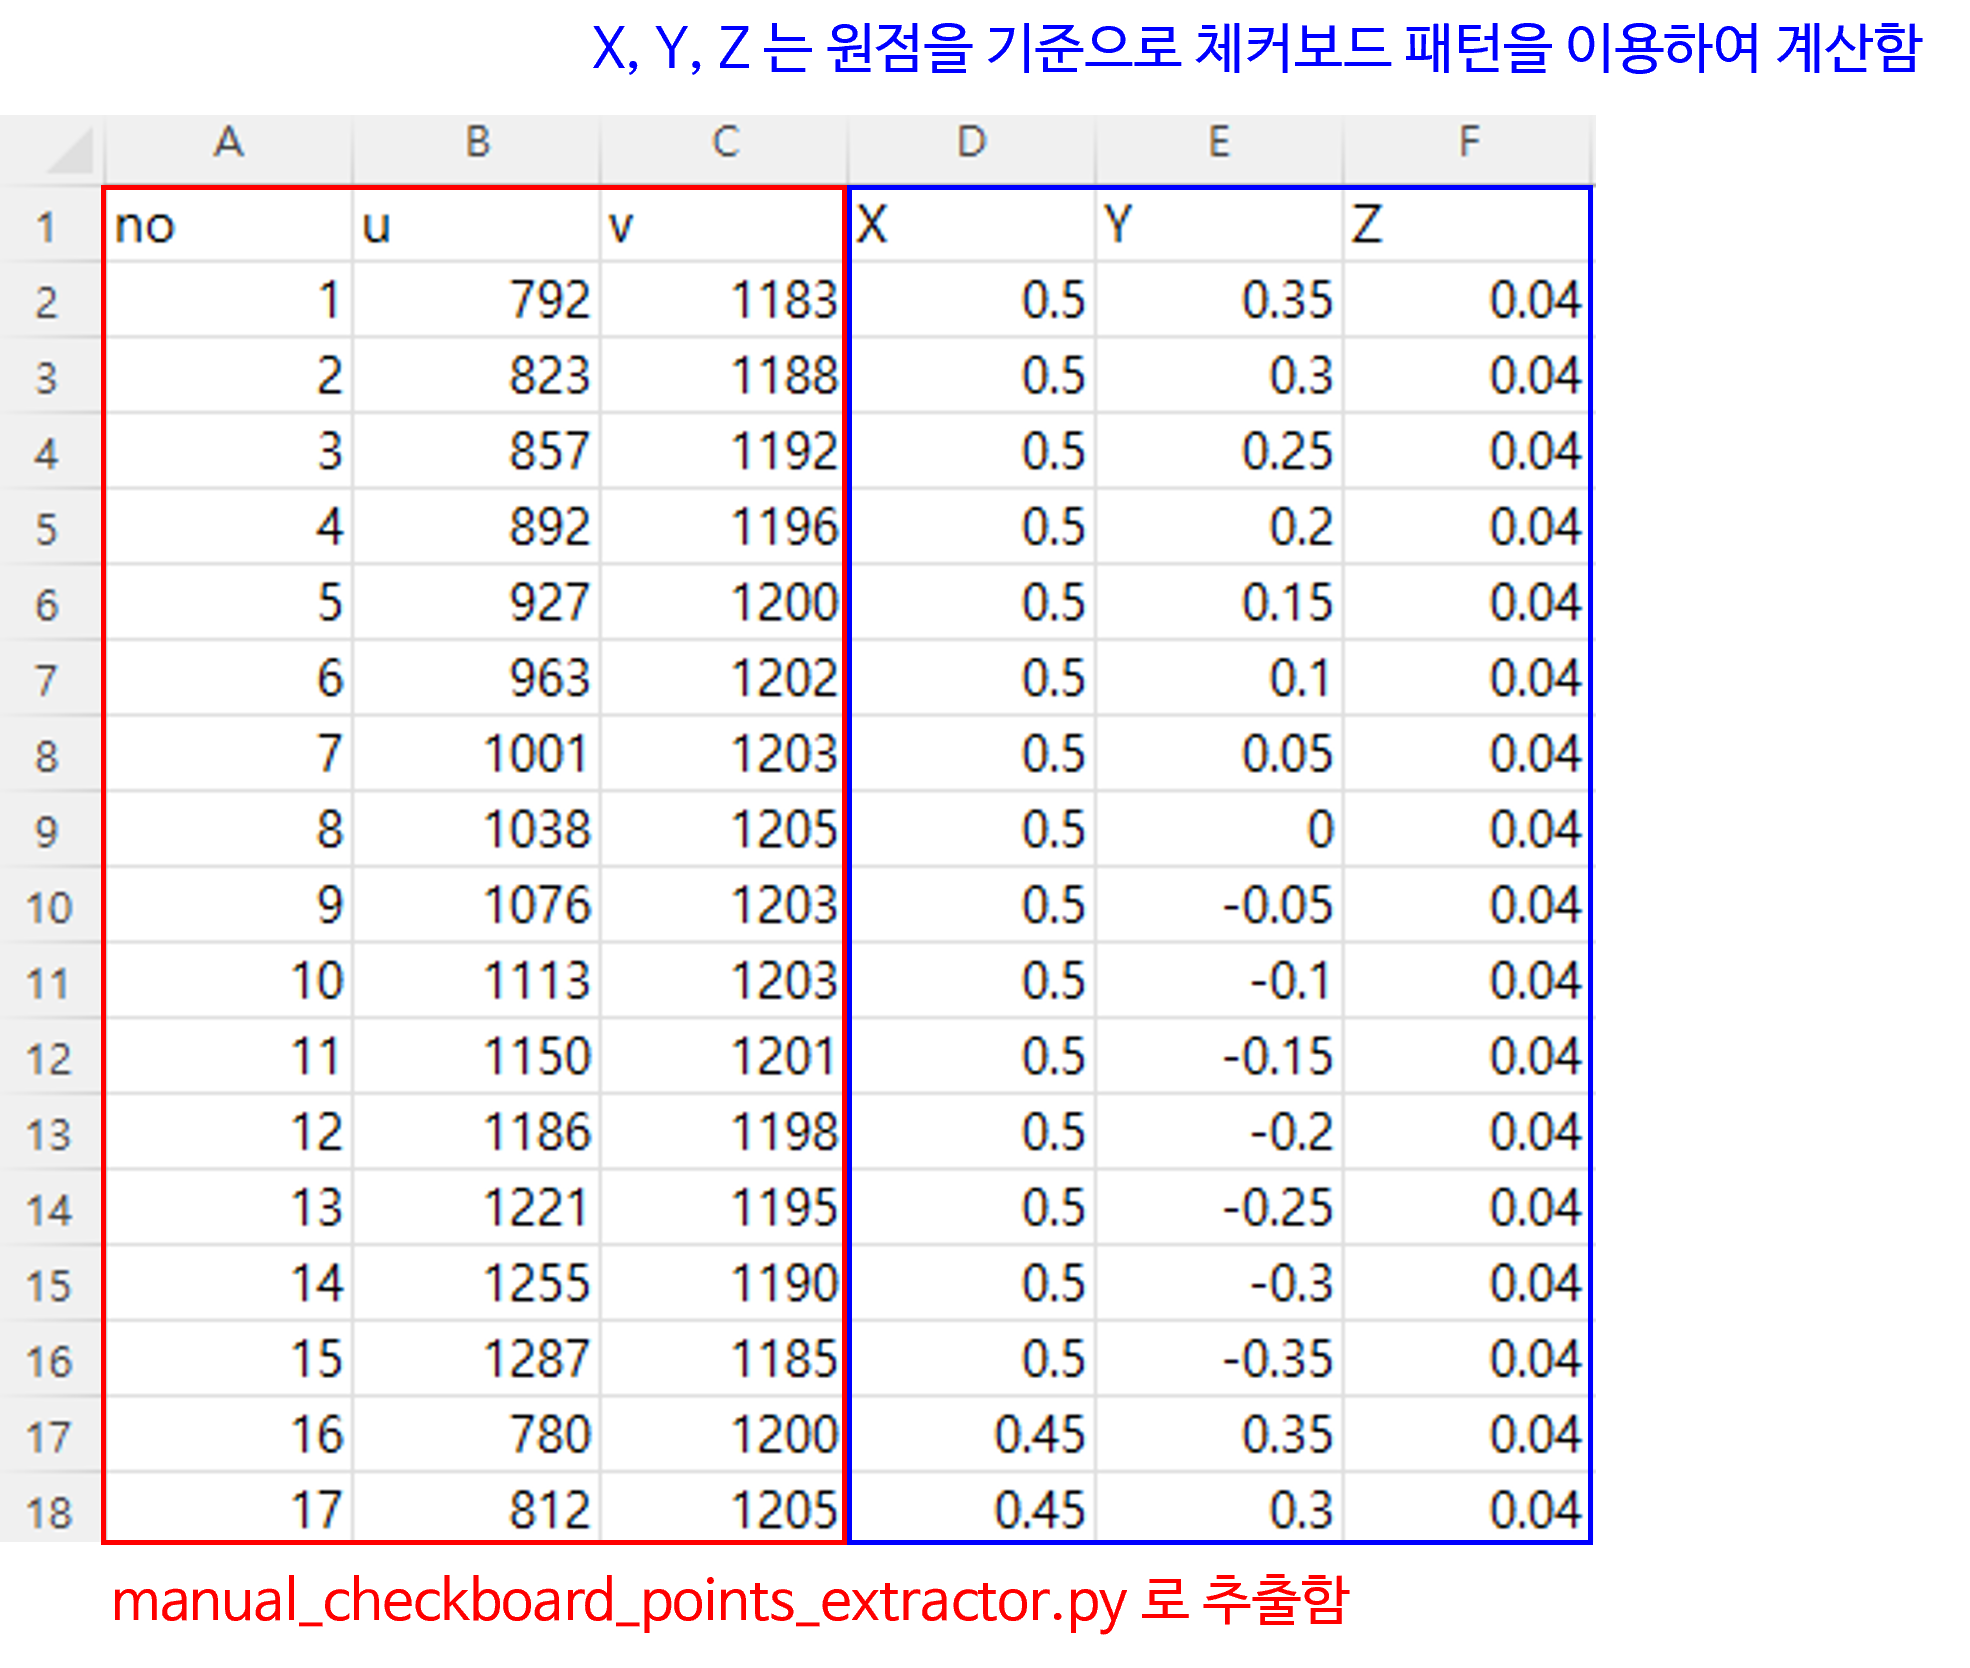 X, Y, Z 는 원점을 기준으로 체커보드 패턴을 이용하여 계산함
A B C D E F
1 no u v X Y Z
2 1 792 1183 0.5 0.35 0.04
3 2 823 1188 0.5 0.3 0.04
4 3 857 1192 0.5 0.25 0.04
5 4 892 1196 0.5 0.2 0.04
6 5 927 1200 0.5 0.15 0.04
7 6 963 1202 0.5 0.1 0.04
8 7 1001 1203 0.5 0.05 0.04
9 8 1038 1205 0.5 0 0.04
10 9 1076 1203 0.5 -0.05 0.04
11 10 1113 1203 0.5 -0.1 0.04
12 11 1150 1201 0.5 -0.15 0.04
13 12 1186 1198 0.5 -0.2 0.04
14 13 1221 1195 0.5 -0.25 0.04
15 14 1255 1190 0.5 -0.3 0.04
16 15 1287 1185 0.5 -0.35 0.04
17 16 780 1200 0.45 0.35 0.04
18 17 812 1205 0.45 0.3 0.04
manual_checkboard_points_extractor.py 로 추출함